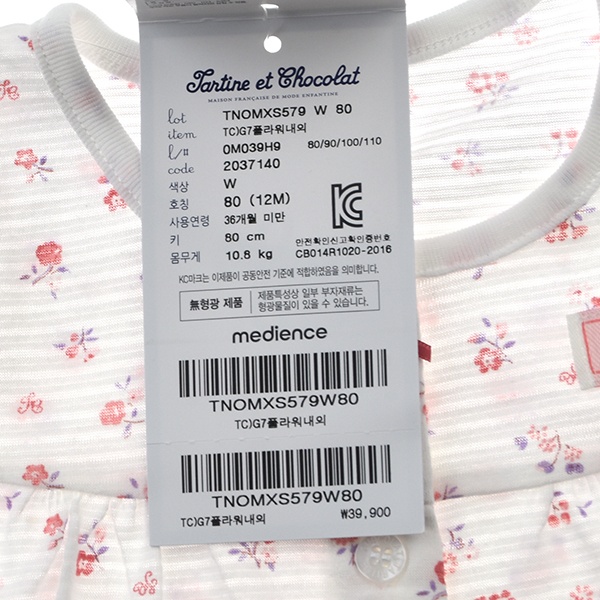 Tartine et Chocolat
MAISON FRANÇAISE DE MODE ENFANTINE
lot TNOMXS579 W 80
item TC)G7플라워내의
l/# 0M039H9 80/90/100/110
code 2037140
색상 W
호칭 80 (12M)
사용연령 36개월 미만
키 80 cm
몸무게 10.8 kg
안전확인신고확인증번호
CB014R1020-2016
KC마크는 이제품이 공통안전 기준에 적합하였음을 의미합니다.
無형광 제품
제품특성상 일부 부자재류는
형광물질이 있을 수 있습니다.
medience
TNOMXS579W80
TC)G7플라워내의
TNOMXS579W80
TC)G7플라워내의 ₩39,900